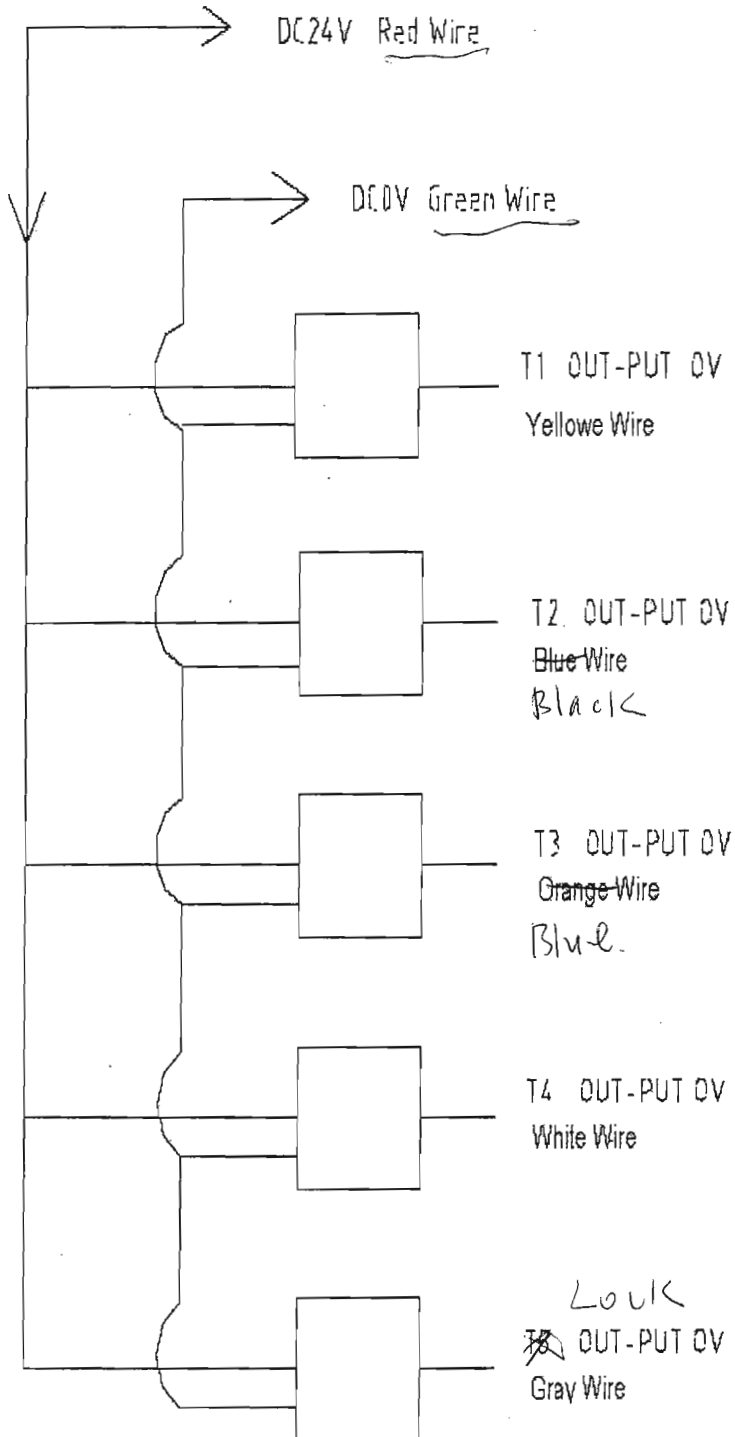 DC24V Red Wire
DC0V Green Wire
T1 OUT-PUT 0V
Yellowe Wire
T2. OUT-PUT 0V
Blue Wire
Black
T3 OUT-PUT 0V
Orange Wire
Blue.
T4 OUT-PUT 0V
White Wire
Louk
OUT-PUT 0V
Gray Wire